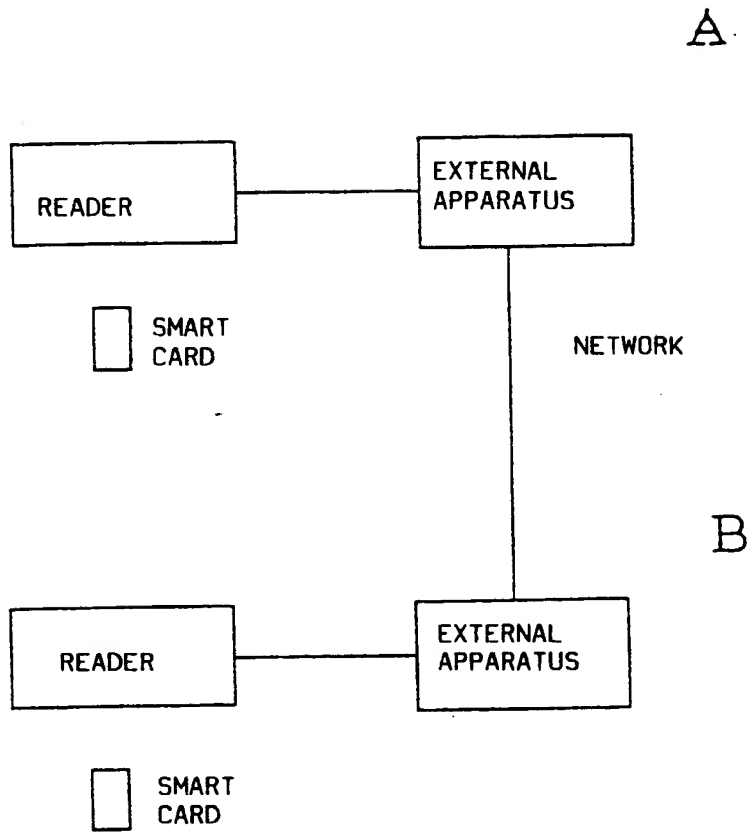 A
READER
EXTERNAL
APPARATUS
SMART
CARD
NETWORK
B
READER
EXTERNAL
APPARATUS
SMART
CARD